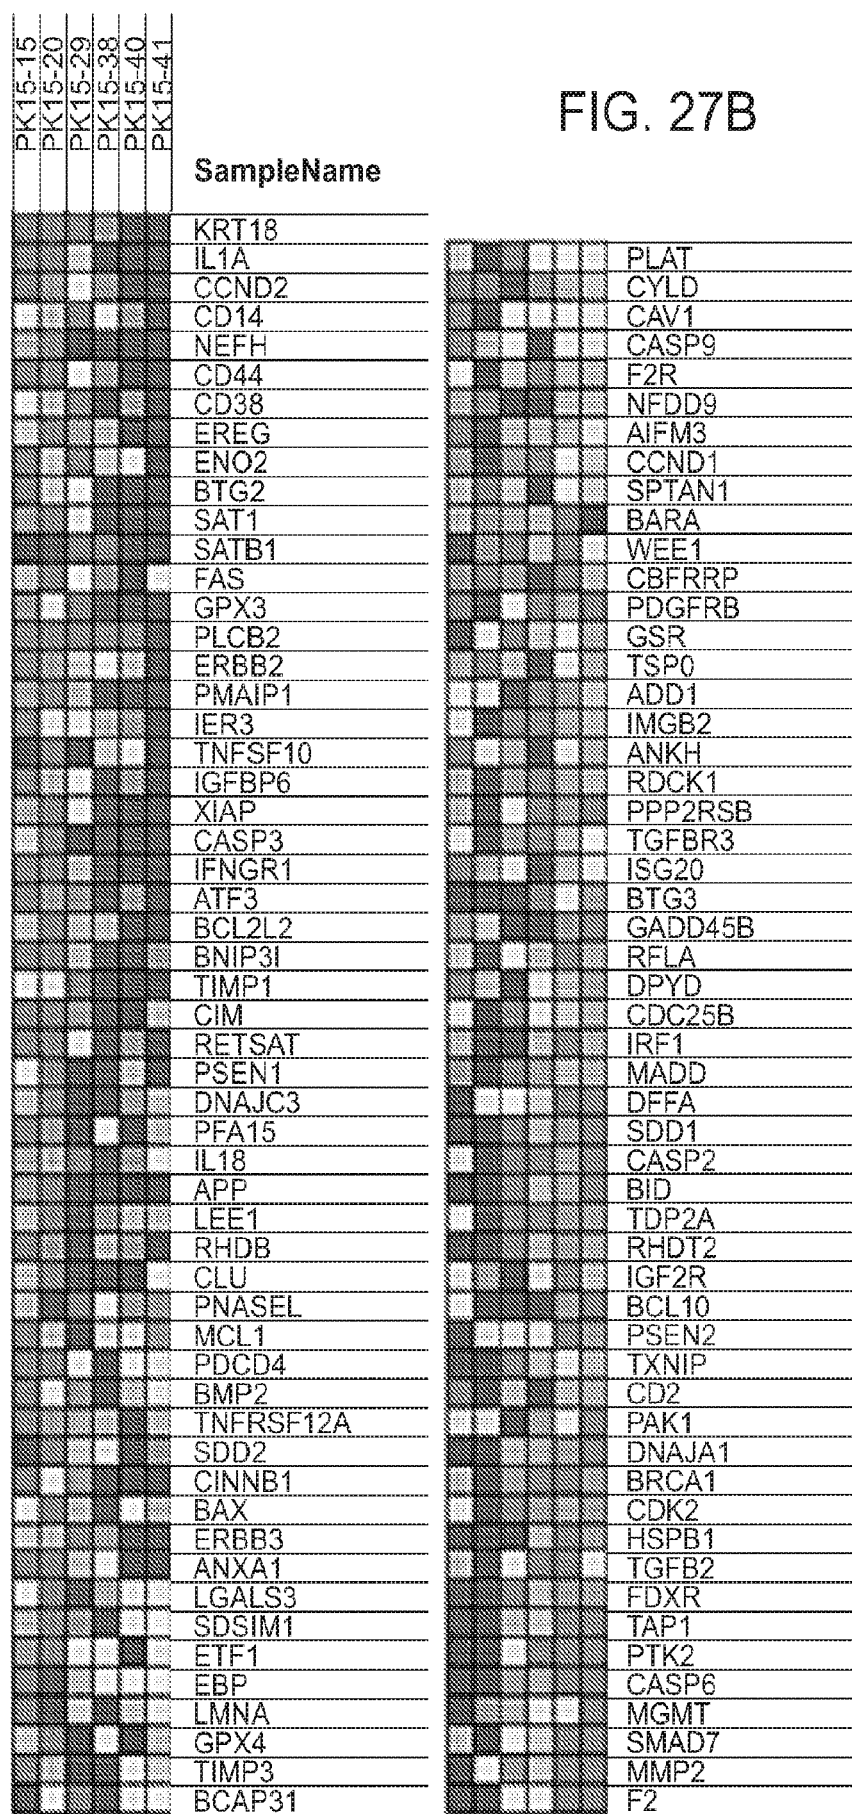 PK15-15
PK15-20
PK15-29
PK15-38
PK15-40
PK15-41
FIG. 27B
SampleName
KRT18
IL1A
CCND2
CD14
NEFH
CD44
CD38
EREG
ENO2
BTG2
SAT1
SATB1
FAS
GPX3
PLCB2
ERBB2
PMAIP1
IER3
TNFSF10
IGFBP6
XIAP
CASP3
IFNGR1
ATF3
BCL2L2
BNIP3I
TIMP1
CIM
RETSAT
PSEN1
DNAJC3
PFA15
IL18
APP
LEE1
RHDB
CLU
PNASEL
MCL1
PDCD4
BMP2
TNFRSF12A
SDD2
CINNB1
BAX
ERBB3
ANXA1
LGALS3
SDSIM1
ETF1
EBP
LMNA
GPX4
TIMP3
BCAP31
PLAT
CYLD
CAV1
CASP9
F2R
NFDD9
AIFM3
CCND1
SPTAN1
BARA
WEE1
CBFRRP
PDGFRB
GSR
TSP0
ADD1
IMGB2
ANKH
RDCK1
PPP2RSB
TGFBR3
ISG20
BTG3
GADD45B
RFLA
DPYD
CDC25B
IRF1
MADD
DFFA
SDD1
CASP2
BID
TDP2A
RHDT2
IGF2R
BCL10
PSEN2
TXNIP
CD2
PAK1
DNAJA1
BRCA1
CDK2
HSPB1
TGFB2
FDXR
TAP1
PTK2
CASP6
MGMT
SMAD7
MMP2
F2